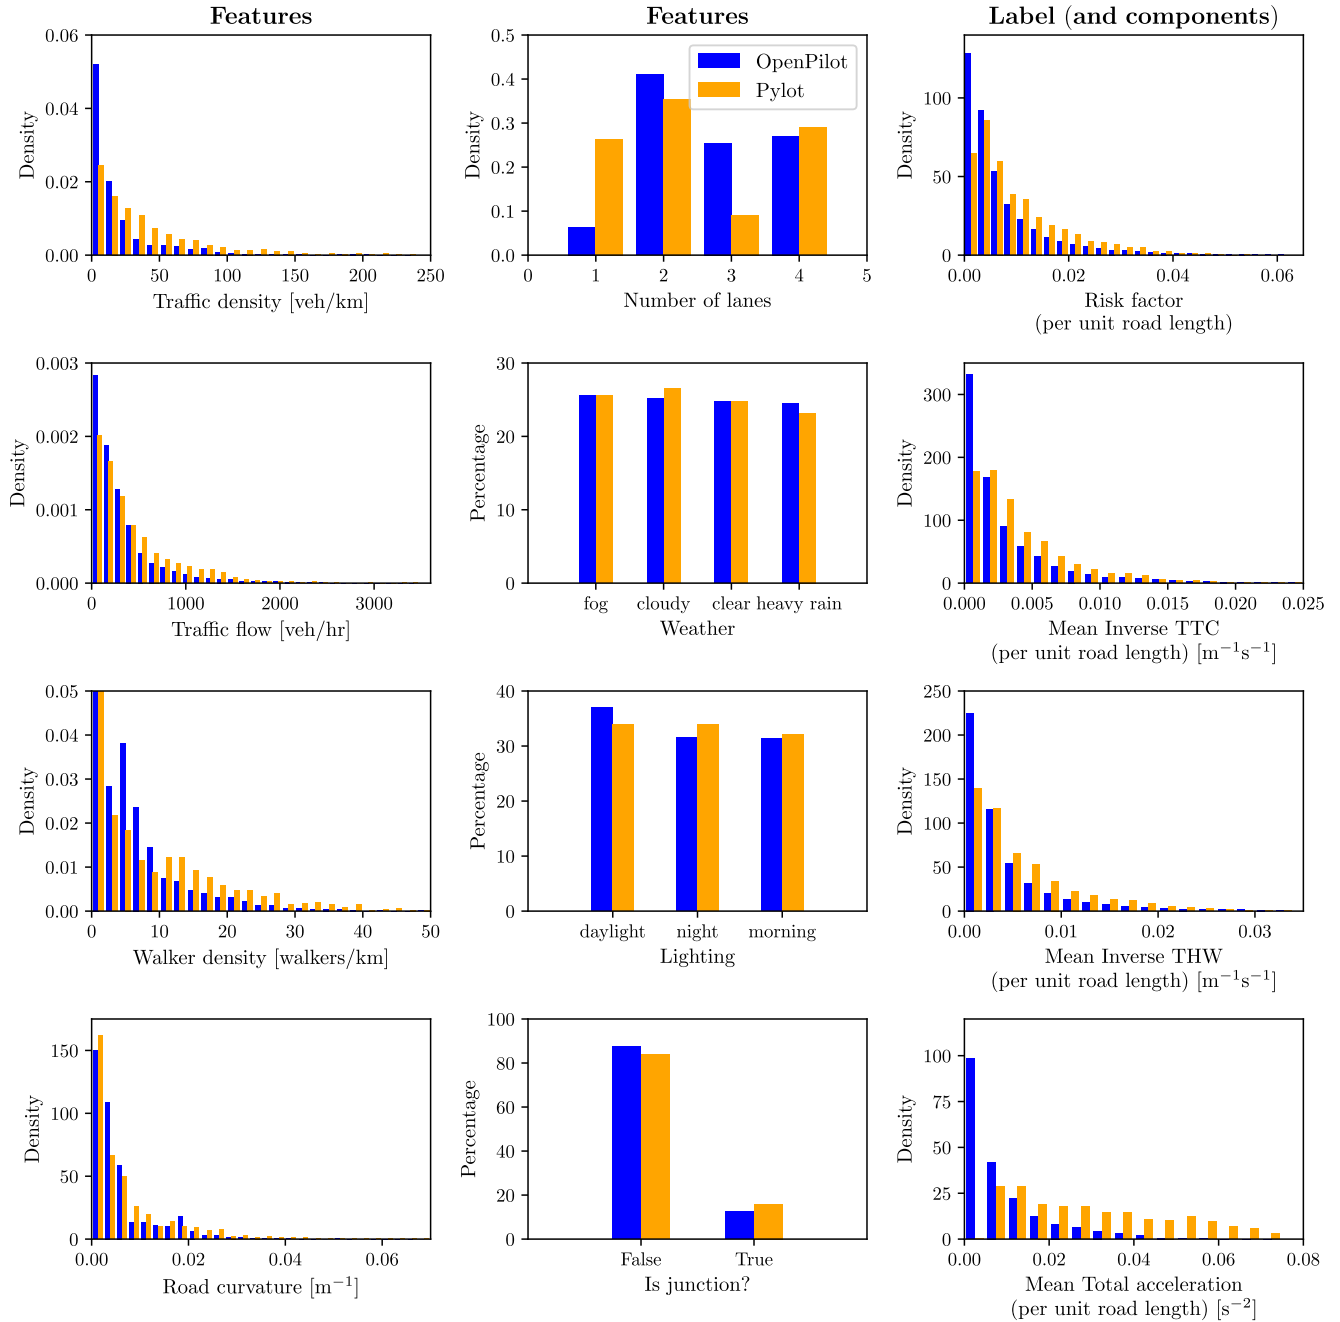 Features
Features
Label (and components)
0.06
0.04
0.02
0.00
Density
0
50
100
150
200
250
Traffic density [veh/km]
0.5
0.4
0.3
0.2
0.1
0.0
Density
OpenPilot
Pylot
0
1
2
3
4
5
Number of lanes
100
50
0
Density
0.00
0.02
0.04
0.06
Risk factor
(per unit road length)
0.003
0.002
0.001
0.000
Density
0
1000
2000
3000
Traffic flow [veh/hr]
30
20
10
0
Percentage
fog
cloudy
clear
heavy rain
Weather
300
200
100
0
Density
0.000
0.005
0.010
0.015
0.020
0.025
Mean Inverse TTC
(per unit road length) [m⁻¹s⁻¹]
0.05
0.04
0.03
0.02
0.01
0.00
Density
0
10
20
30
40
50
Walker density [walkers/km]
40
30
20
10
0
Percentage
daylight
night
morning
Lighting
250
200
150
100
50
0
Density
0.00
0.01
0.02
0.03
Mean Inverse THW
(per unit road length) [m⁻¹s⁻¹]
150
100
50
0
Density
0.00
0.02
0.04
0.06
Road curvature [m⁻¹]
100
80
60
40
20
0
Percentage
False
True
Is junction?
100
75
50
25
0
Density
0.00
0.02
0.04
0.06
0.08
Mean Total acceleration
(per unit road length) [s⁻²]